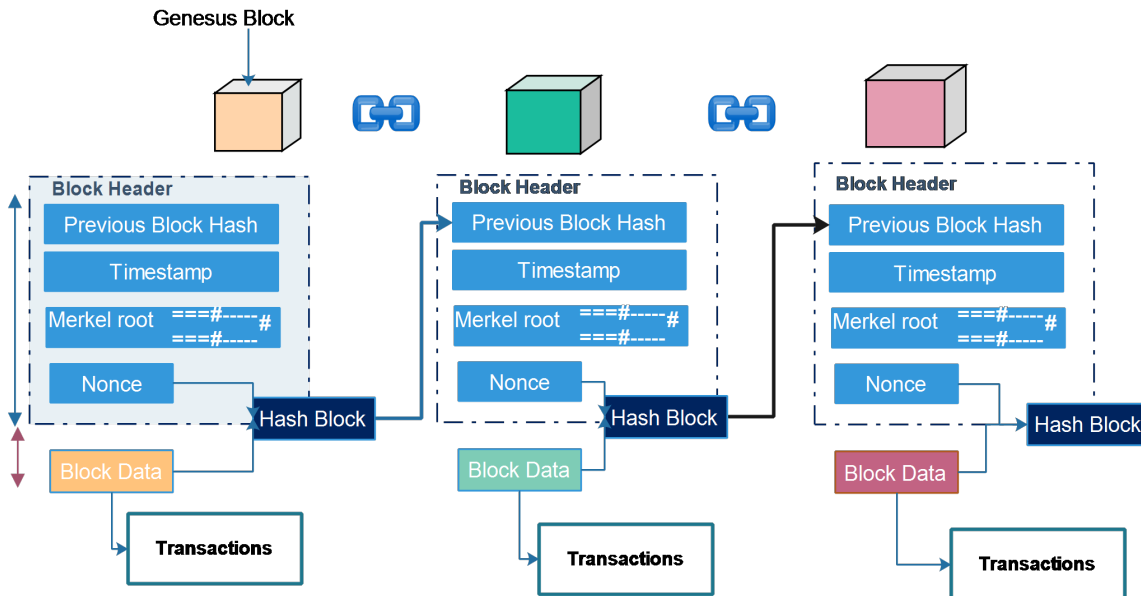 Genesus Block
Block Header
Previous Block Hash
Timestamp
Merkel root
===#-----
#
===#-----
Nonce
Hash Block
Block Data
Transactions
Block Header
Previous Block Hash
Timestamp
Merkel root
===#-----
#
===#-----
Nonce
Hash Block
Block Data
Transactions
Block Header
Previous Block Hash
Timestamp
Merkel root
===#-----
#
===#-----
Nonce
Hash Block
Block Data
Transactions